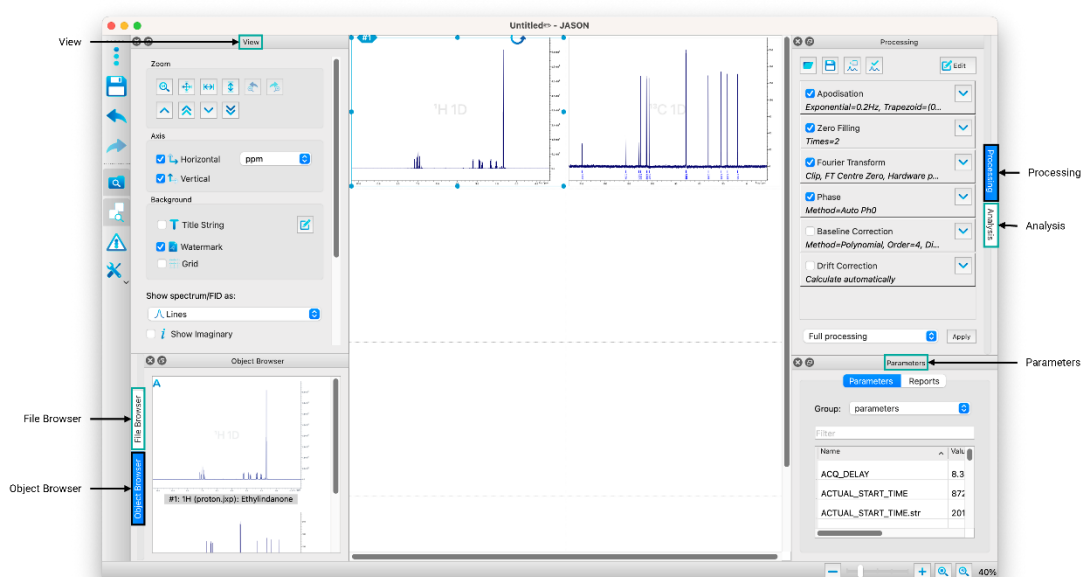 Untitled - JASON
View
View
Zoom
Axis
Horizontal
ppm
Vertical
Background
Title String
Watermark
Grid
Show spectrum/FID as:
Lines
i Show Imaginary
#1
1H 1D
13C 1D
Processing
Edit
Apodisation
Exponential=0.2Hz, Trapezoid=(0...
Zero Filling
Times=2
Fourier Transform
Clip, FT Centre Zero, Hardware p...
Phase
Method=Auto Ph0
Baseline Correction
Method=Polynomial, Order=4, Di...
Drift Correction
Calculate automatically
Full processing
Apply
Processing
Processing
Analysis
Analysis
Object Browser
A
1H 1D
#1: 1H (proton.jxp): Ethylindanone
File Browser
File Browser
Object Browser
Object Browser
Parameters
Parameters
Parameters
Reports
Group:
parameters
Filter
Name
Valu
ACQ_DELAY
8.3
ACTUAL_START_TIME
872
ACTUAL_START_TIME.str
201
40%